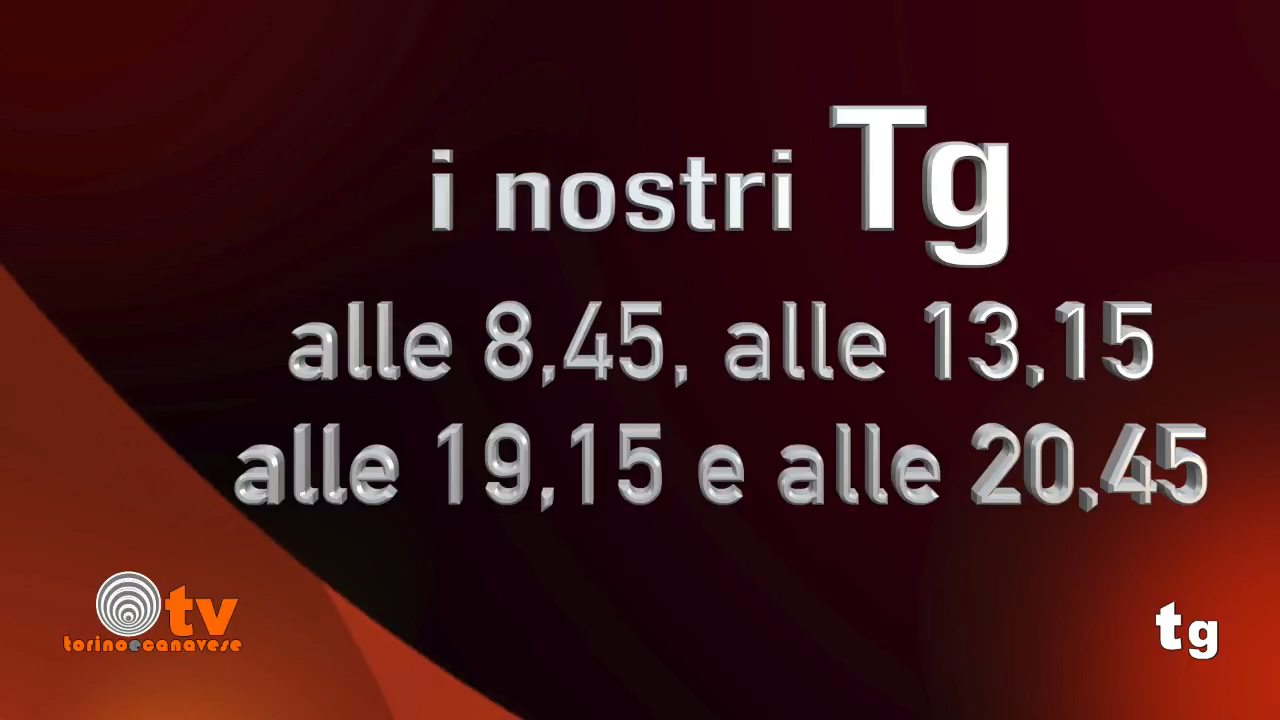 i nostri Tg
alle 8,45, alle 13,15
alle 19,15 e alle 20,45
tv
torinoecanavese
tg